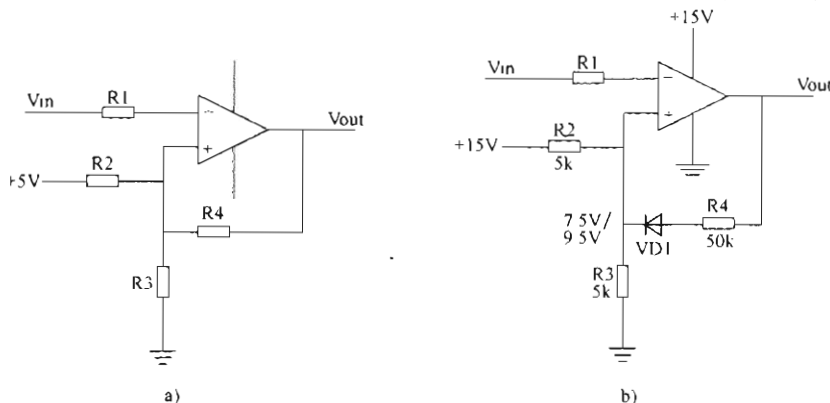 Vin
R1
−
+
Vout
+5V
R2
R4
R3
a)
+15V
Vin
R1
−
+
Vout
+15V
R2
5k
7 5V/
9 5V
VD1
R4
50k
R3
5k
b)